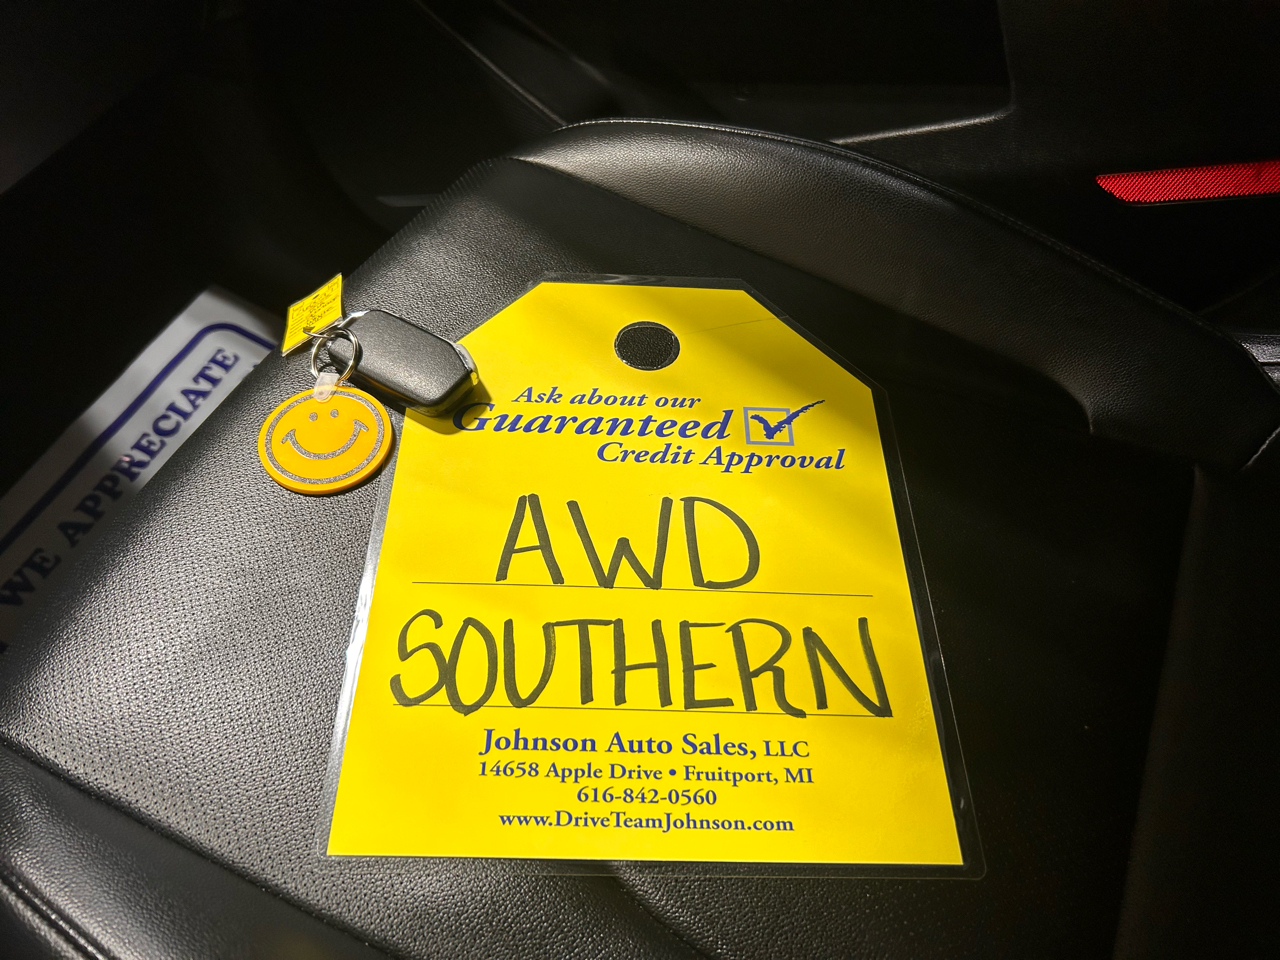 WE APPRECIATE
Ask about our
Guaranteed
Credit Approval
AWD
SOUTHERN
Johnson Auto Sales, LLC
14658 Apple Drive • Fruitport, MI
616-842-0560
www.DriveTeamJohnson.com